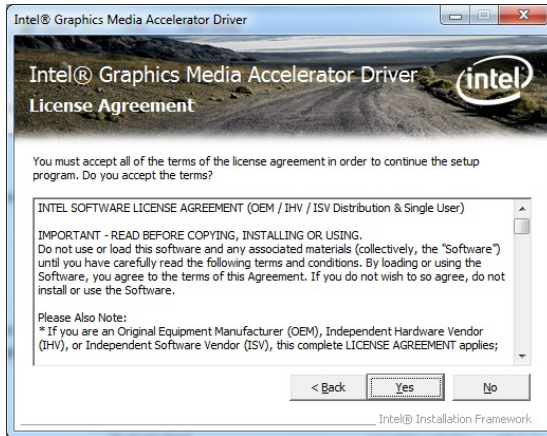 Intel® Graphics Media Accelerator Driver
Intel® Graphics Media Accelerator Driver
License Agreement
intel
You must accept all of the terms of the license agreement in order to continue the setup
program. Do you accept the terms?
INTEL SOFTWARE LICENSE AGREEMENT (OEM / IHV / ISV Distribution & Single User)
IMPORTANT - READ BEFORE COPYING, INSTALLING OR USING.
Do not use or load this software and any associated materials (collectively, the "Software")
until you have carefully read the following terms and conditions. By loading or using the
Software, you agree to the terms of this Agreement. If you do not wish to so agree, do not
install or use the Software.
Please Also Note:
* If you are an Original Equipment Manufacturer (OEM), Independent Hardware Vendor
(IHV), or Independent Software Vendor (ISV), this complete LICENSE AGREEMENT applies;
< Back Yes No
Intel® Installation Framework